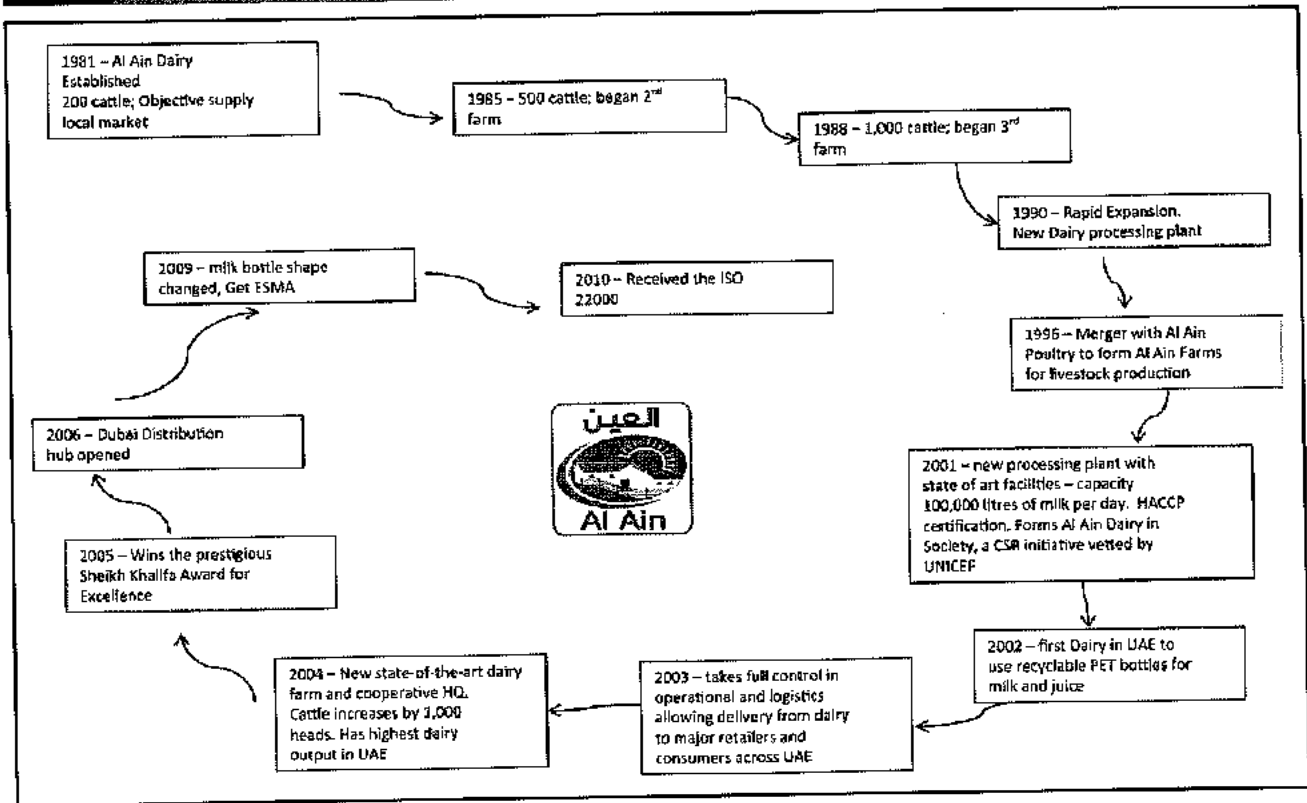 1981 – Al Ain Dairy
Established
200 cattle; Objective supply
local market
1985 – 500 cattle; began 2nd
farm
1988 – 1,000 cattle; began 3rd
farm
1990 – Rapid Expansion.
New Dairy processing plant
1996 – Merger with Al Ain
Poultry to form Al Ain Farms
for livestock production
2001 – new processing plant with
state of art facilities – capacity
100,000 litres of milk per day. HACCP
certification. Forms Al Ain Dairy in
Society, a CSR initiative vetted by
UNICEF
2002 – first Dairy in UAE to
use recyclable PET bottles for
milk and juice
2003 – takes full control in
operational and logistics
allowing delivery from dairy
to major retailers and
consumers across UAE
2004 – New state-of-the-art dairy
farm and cooperative HQ.
Cattle increases by 1,000
heads. Has highest dairy
output in UAE
2005 – Wins the prestigious
Sheikh Khalifa Award for
Excellence
2006 – Dubai Distribution
hub opened
2009 – milk bottle shape
changed, Get ESMA
2010 – Received the ISO
22000
العين
Al Ain